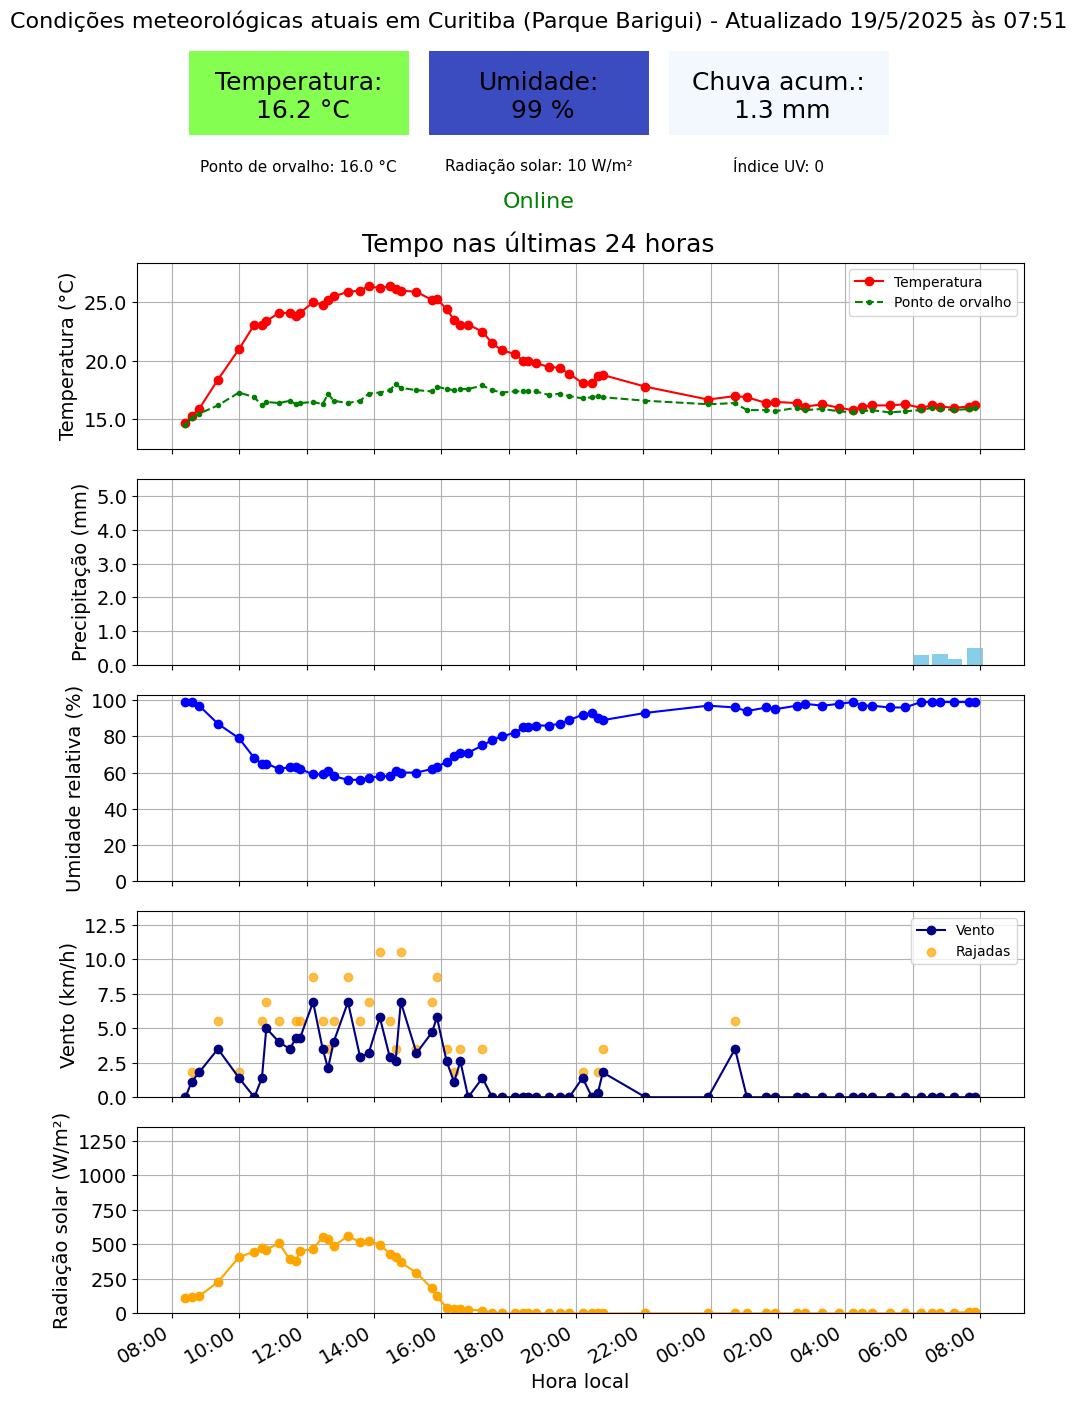 Condições meteorológicas atuais em Curitiba (Parque Barigui) - Atualizado 19/5/2025 às 07:51
Temperatura:
16.2 °C
Umidade:
99 %
Chuva acum.:
1.3 mm
Ponto de orvalho: 16.0 °C
Radiação solar: 10 W/m²
Índice UV: 0
Online
Tempo nas últimas 24 horas
Temperatura (°C)
25.0
20.0
15.0
Temperatura
Ponto de orvalho
Precipitação (mm)
5.0
4.0
3.0
2.0
1.0
0.0
Umidade relativa (%)
100
80
60
40
20
0
Vento (km/h)
12.5
10.0
7.5
5.0
2.5
0.0
Vento
Rajadas
Radiação solar (W/m²)
1250
1000
750
500
250
0
08:00
10:00
12:00
14:00
16:00
18:00
20:00
22:00
00:00
02:00
04:00
06:00
08:00
Hora local